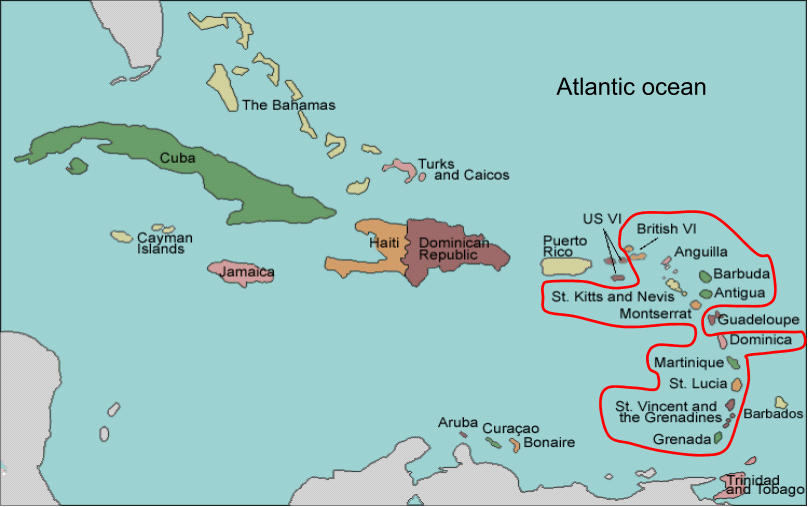 Atlantic ocean
The Bahamas
Cuba
Turks
and Caicos
Cayman
Islands
Jamaica
Haiti
Dominican
Republic
Puerto
Rico
US VI
British VI
Anguilla
Barbuda
Antigua
St. Kitts and Nevis
Montserrat
Guadeloupe
Dominica
Martinique
St. Lucia
St. Vincent and
the Grenadines
Barbados
Grenada
Aruba
Curaçao
Bonaire
Trinidad
and Tobago